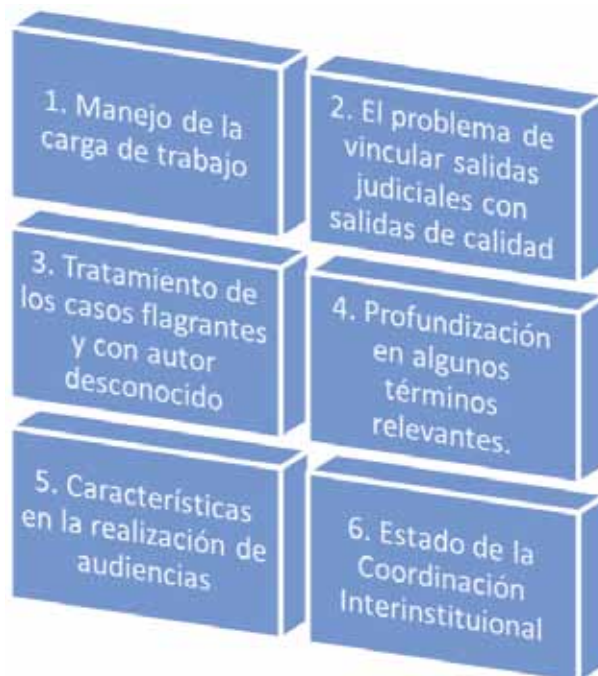 1. Manejo de la
carga de trabajo
2. El problema de
vincular salidas
judiciales con
salidas de calidad
3. Tratamiento de
los casos flagrantes
y con autor
desconocido
4. Profundización
en algunos
términos
relevantes.
5. Características
en la realización de
audiencias
6. Estado de la
Coordinación
Interinstituional